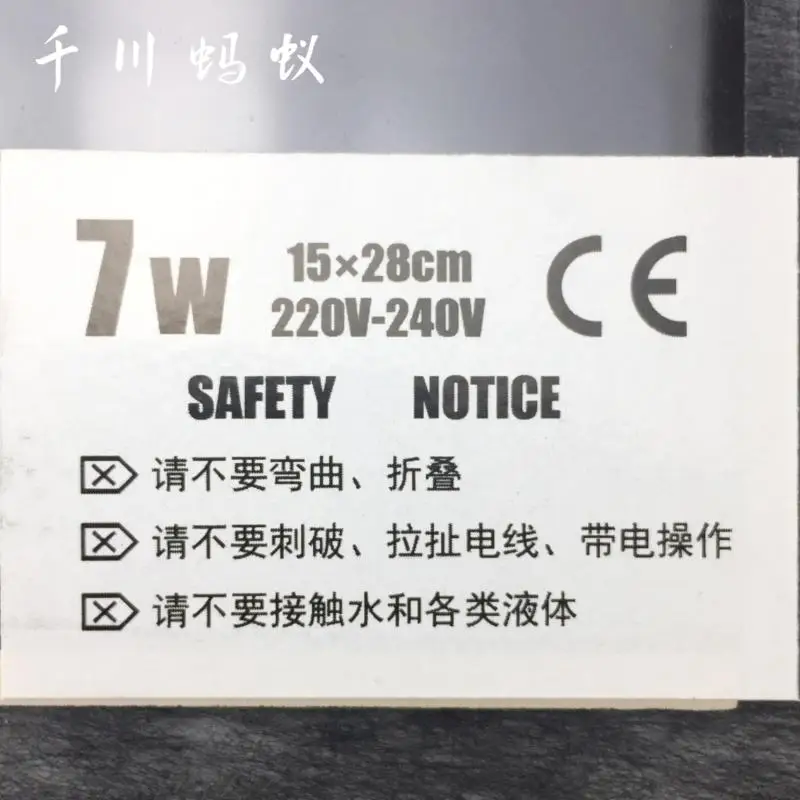 千川蚂蚁
7W
15×28cm
220V-240V
CE
SAFETY NOTICE
请不要弯曲、折叠
请不要刺破、拉扯电线、带电操作
请不要接触水和各类液体